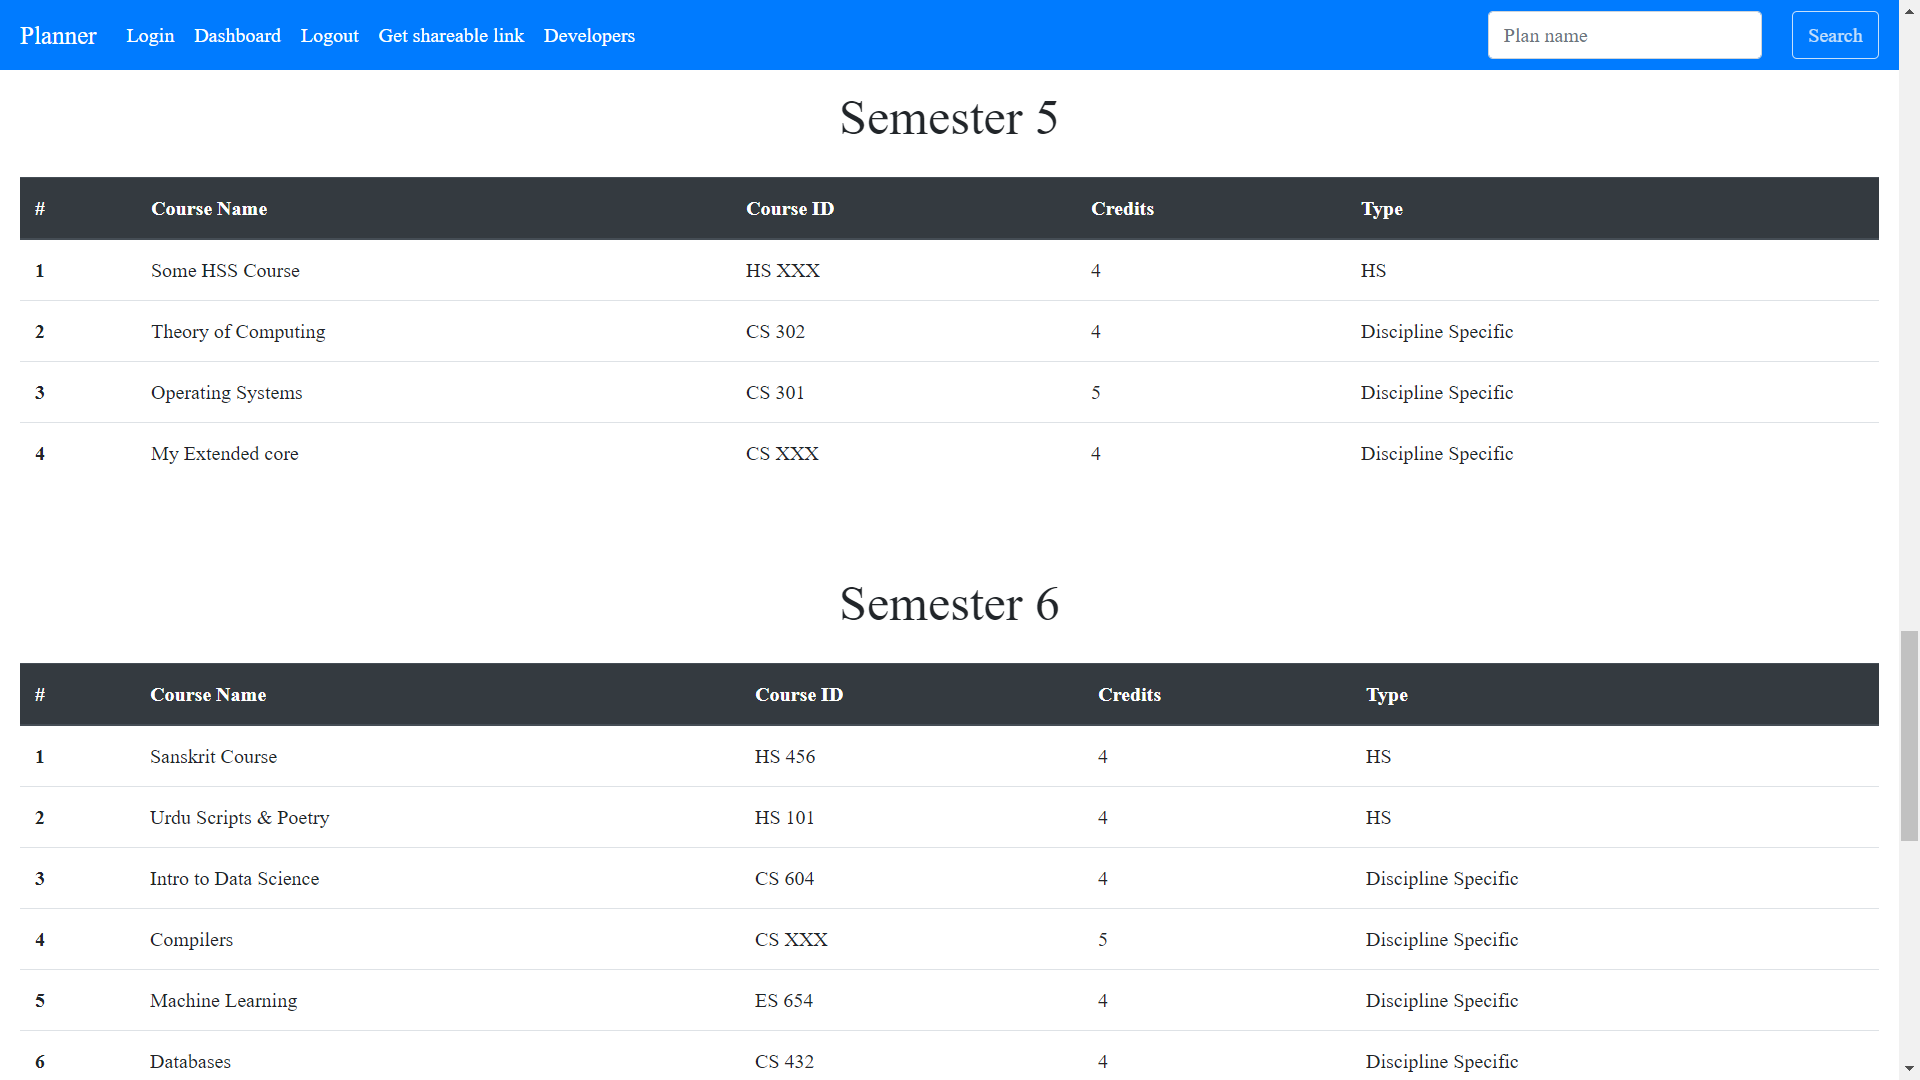 Planner Login Dashboard Logout Get shareable link Developers Plan name Search
Semester 5
# Course Name Course ID Credits Type
1 Some HSS Course HS XXX 4 HS
2 Theory of Computing CS 302 4 Discipline Specific
3 Operating Systems CS 301 5 Discipline Specific
4 My Extended core CS XXX 4 Discipline Specific
Semester 6
# Course Name Course ID Credits Type
1 Sanskrit Course HS 456 4 HS
2 Urdu Scripts & Poetry HS 101 4 HS
3 Intro to Data Science CS 604 4 Discipline Specific
4 Compilers CS XXX 5 Discipline Specific
5 Machine Learning ES 654 4 Discipline Specific
6 Databases CS 432 4 Discipline Specific